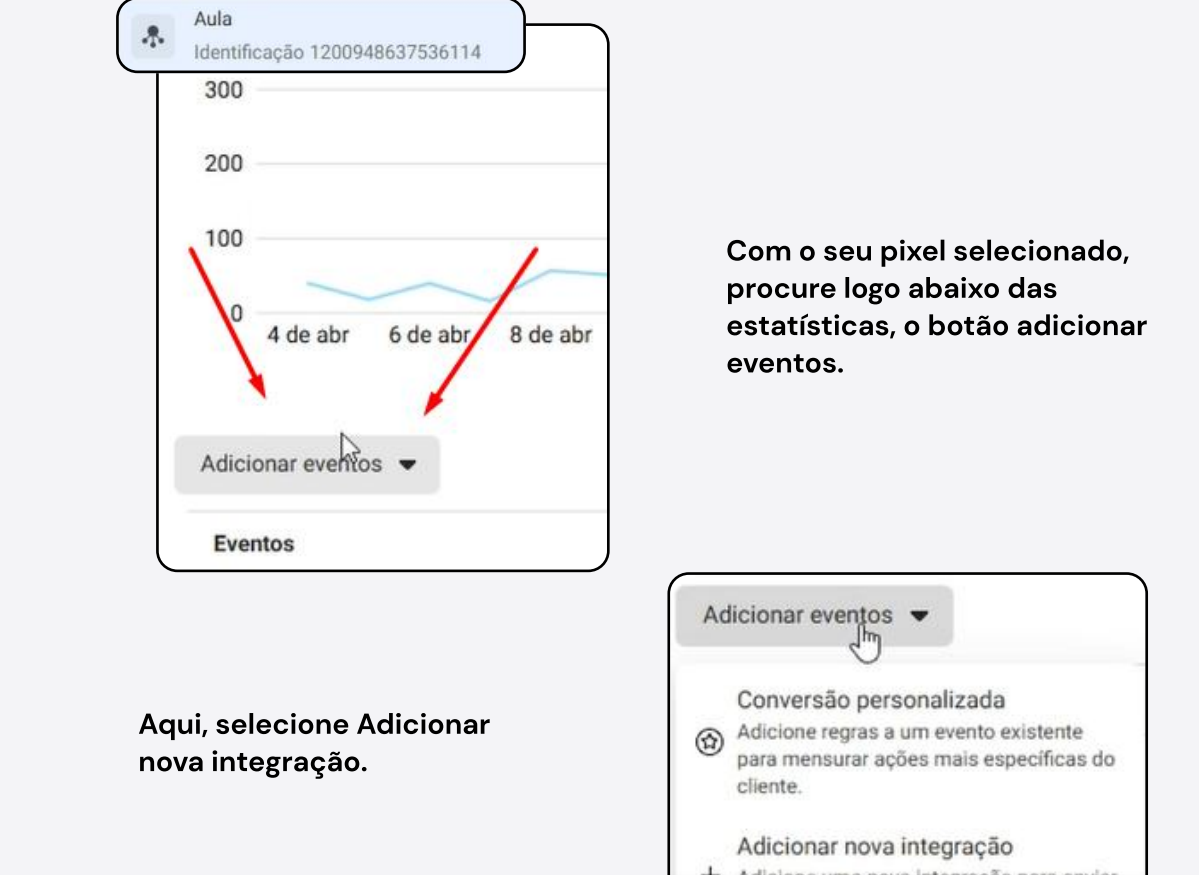 Aula
Identificação 1200948637536114
300
200
100
0
4 de abr 6 de abr 8 de abr
Adicionar eventos
Eventos
Com o seu pixel selecionado,
procure logo abaixo das
estatísticas, o botão adicionar
eventos.
Aqui, selecione Adicionar
nova integração.
Adicionar eventos
Conversão personalizada
Adicione regras a um evento existente
para mensurar ações mais específicas do
cliente.
Adicionar nova integração